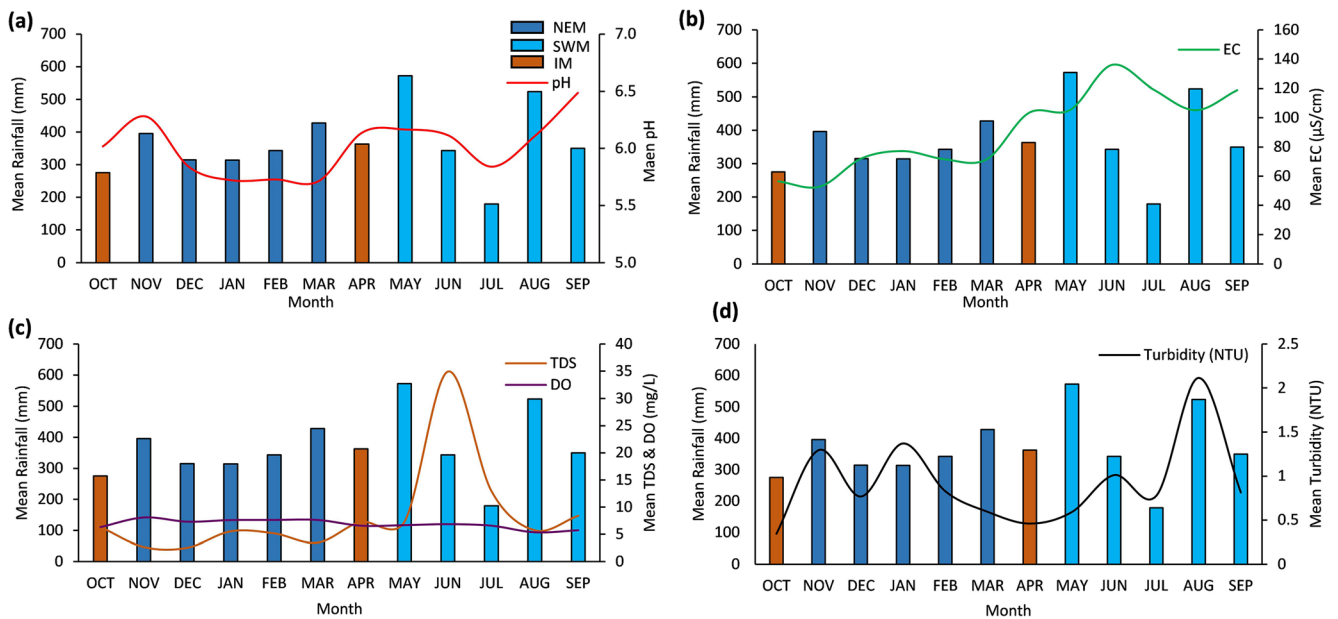 (a)
700
600
500
400
300
200
100
0
Mean Rainfall (mm)
NEM
SWM
IM
pH
7.0
6.5
6.0
5.5
5.0
Maen pH
OCT NOV DEC JAN FEB MAR APR MAY JUN JUL AUG SEP
Month
(b)
700
600
500
400
300
200
100
0
Mean Rainfall (mm)
EC
160
140
120
100
80
60
40
20
0
Mean EC (µS/cm)
OCT NOV DEC JAN FEB MAR APR MAY JUN JUL AUG SEP
Month
(c)
700
600
500
400
300
200
100
0
Mean Rainfall (mm)
TDS
DO
40
35
30
25
20
15
10
5
0
Mean TDS & DO (mg/L)
OCT NOV DEC JAN FEB MAR APR MAY JUN JUL AUG SEP
Month
(d)
700
600
500
400
300
200
100
0
Mean Rainfall (mm)
Turbidity (NTU)
2.5
2
1.5
1
0.5
0
Mean Turbidity (NTU)
OCT NOV DEC JAN FEB MAR APR MAY JUN JUL AUG SEP
Month